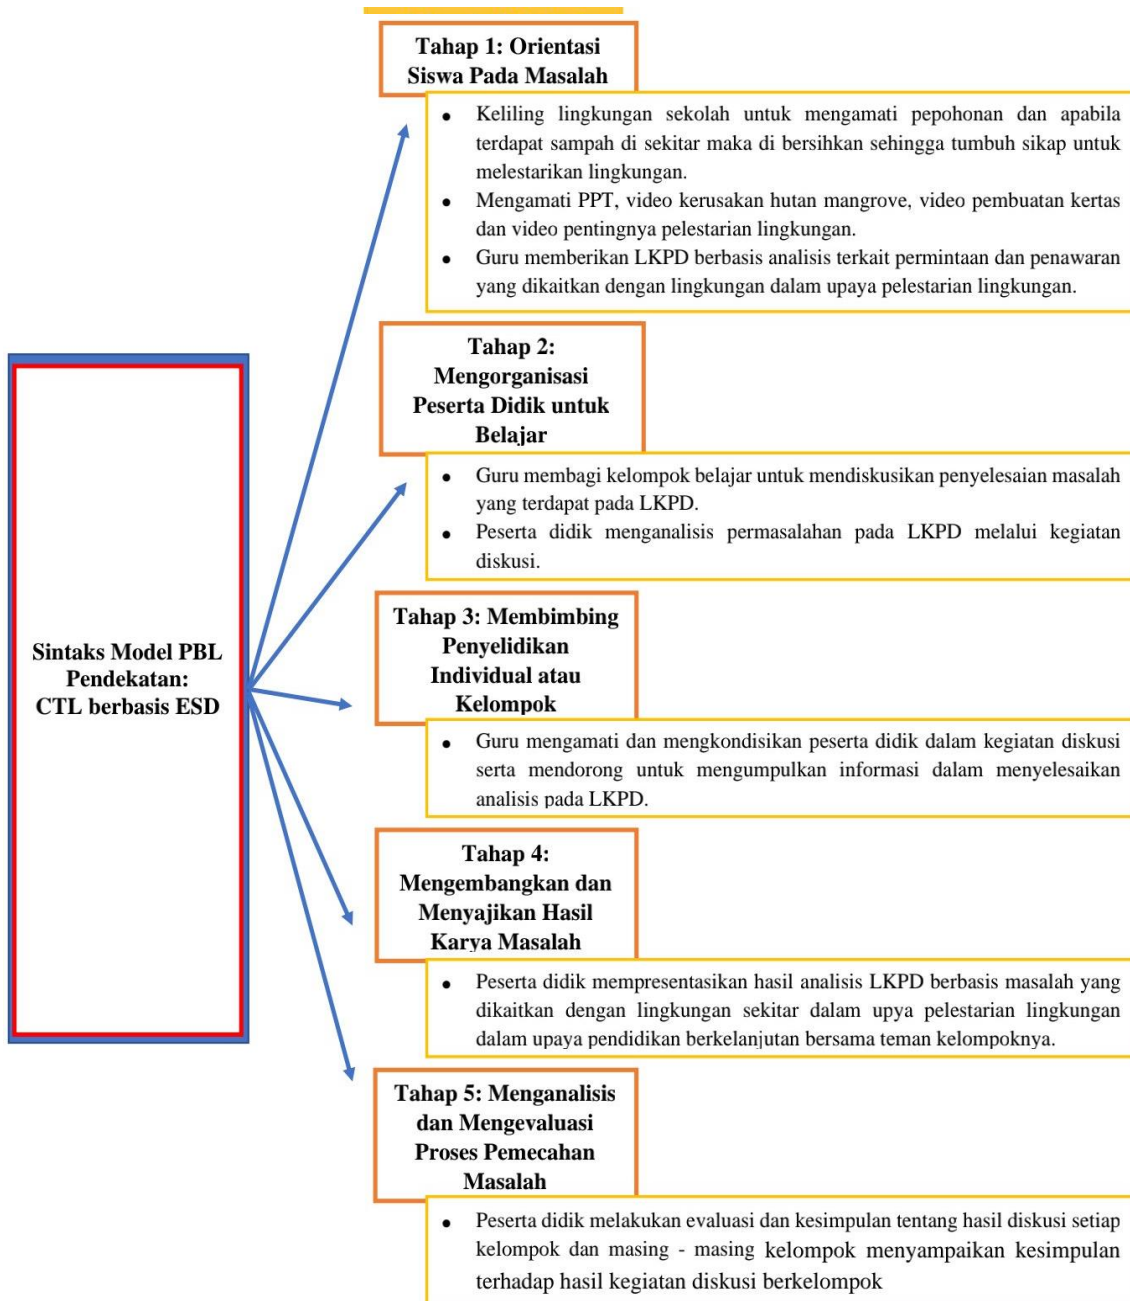 Tahap 1: Orientasi
Siswa Pada Masalah
● Keliling lingkungan sekolah untuk mengamati pepohonan dan apabila
terdapat sampah di sekitar maka di bersihkan sehingga tumbuh sikap untuk
melestarikan lingkungan.
● Mengamati PPT, video kerusakan hutan mangrove, video pembuatan kertas
dan video pentingnya pelestarian lingkungan.
● Guru memberikan LKPD berbasis analisis terkait permintaan dan penawaran
yang dikaitkan dengan lingkungan dalam upaya pelestarian lingkungan.
Tahap 2:
Mengorganisasi
Peserta Didik untuk
Belajar
● Guru membagi kelompok belajar untuk mendiskusikan penyelesaian masalah
yang terdapat pada LKPD.
● Peserta didik menganalisis permasalahan pada LKPD melalui kegiatan
diskusi.
Sintaks Model PBL
Pendekatan:
CTL berbasis ESD
Tahap 3: Membimbing
Penyelidikan
Individual atau
Kelompok
● Guru mengamati dan mengkondisikan peserta didik dalam kegiatan diskusi
serta mendorong untuk mengumpulkan informasi dalam menyelesaikan
analisis pada LKPD.
Tahap 4:
Mengembangkan dan
Menyajikan Hasil
Karya Masalah
● Peserta didik mempresentasikan hasil analisis LKPD berbasis masalah yang
dikaitkan dengan lingkungan sekitar dalam upya pelestarian lingkungan
dalam upaya pendidikan berkelanjutan bersama teman kelompoknya.
Tahap 5: Menganalisis
dan Mengevaluasi
Proses Pemecahan
Masalah
● Peserta didik melakukan evaluasi dan kesimpulan tentang hasil diskusi setiap
kelompok dan masing - masing kelompok menyampaikan kesimpulan
terhadap hasil kegiatan diskusi berkelompok